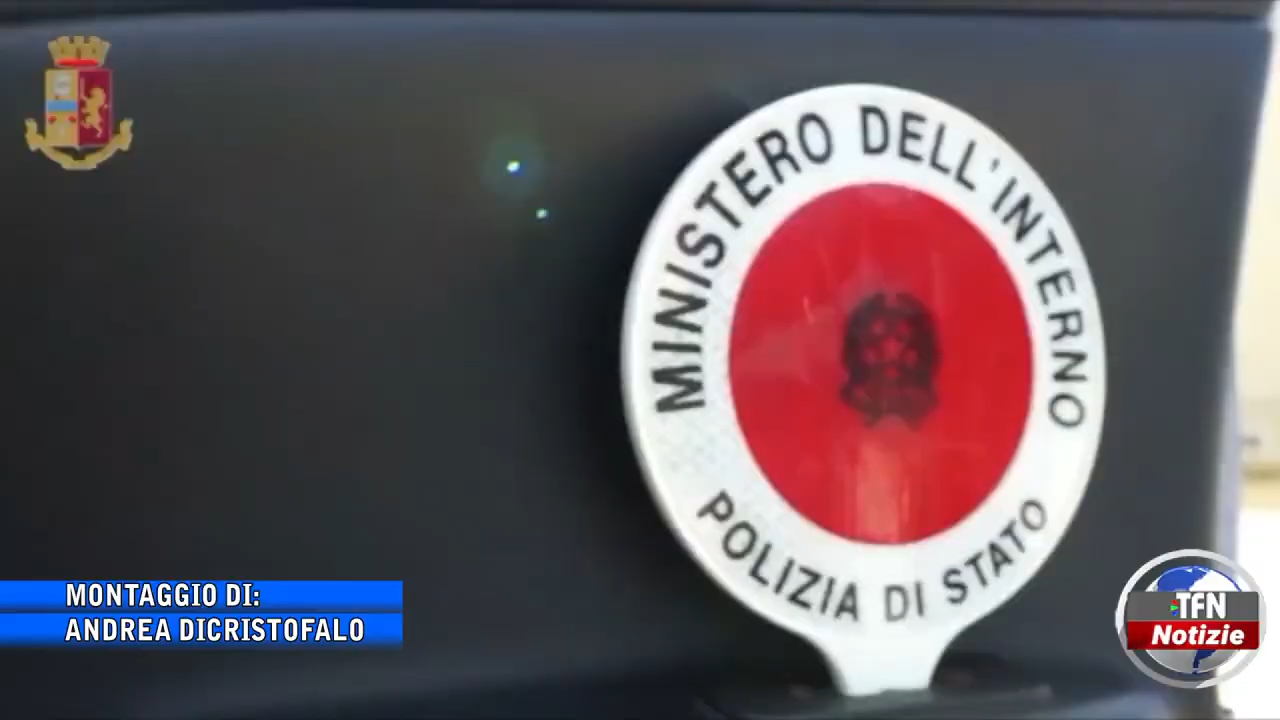 MINISTERO DELL'INTERNO
POLIZIA DI STATO
MONTAGGIO DI:
ANDREA DICRISTOFALO
TFN
Notizie